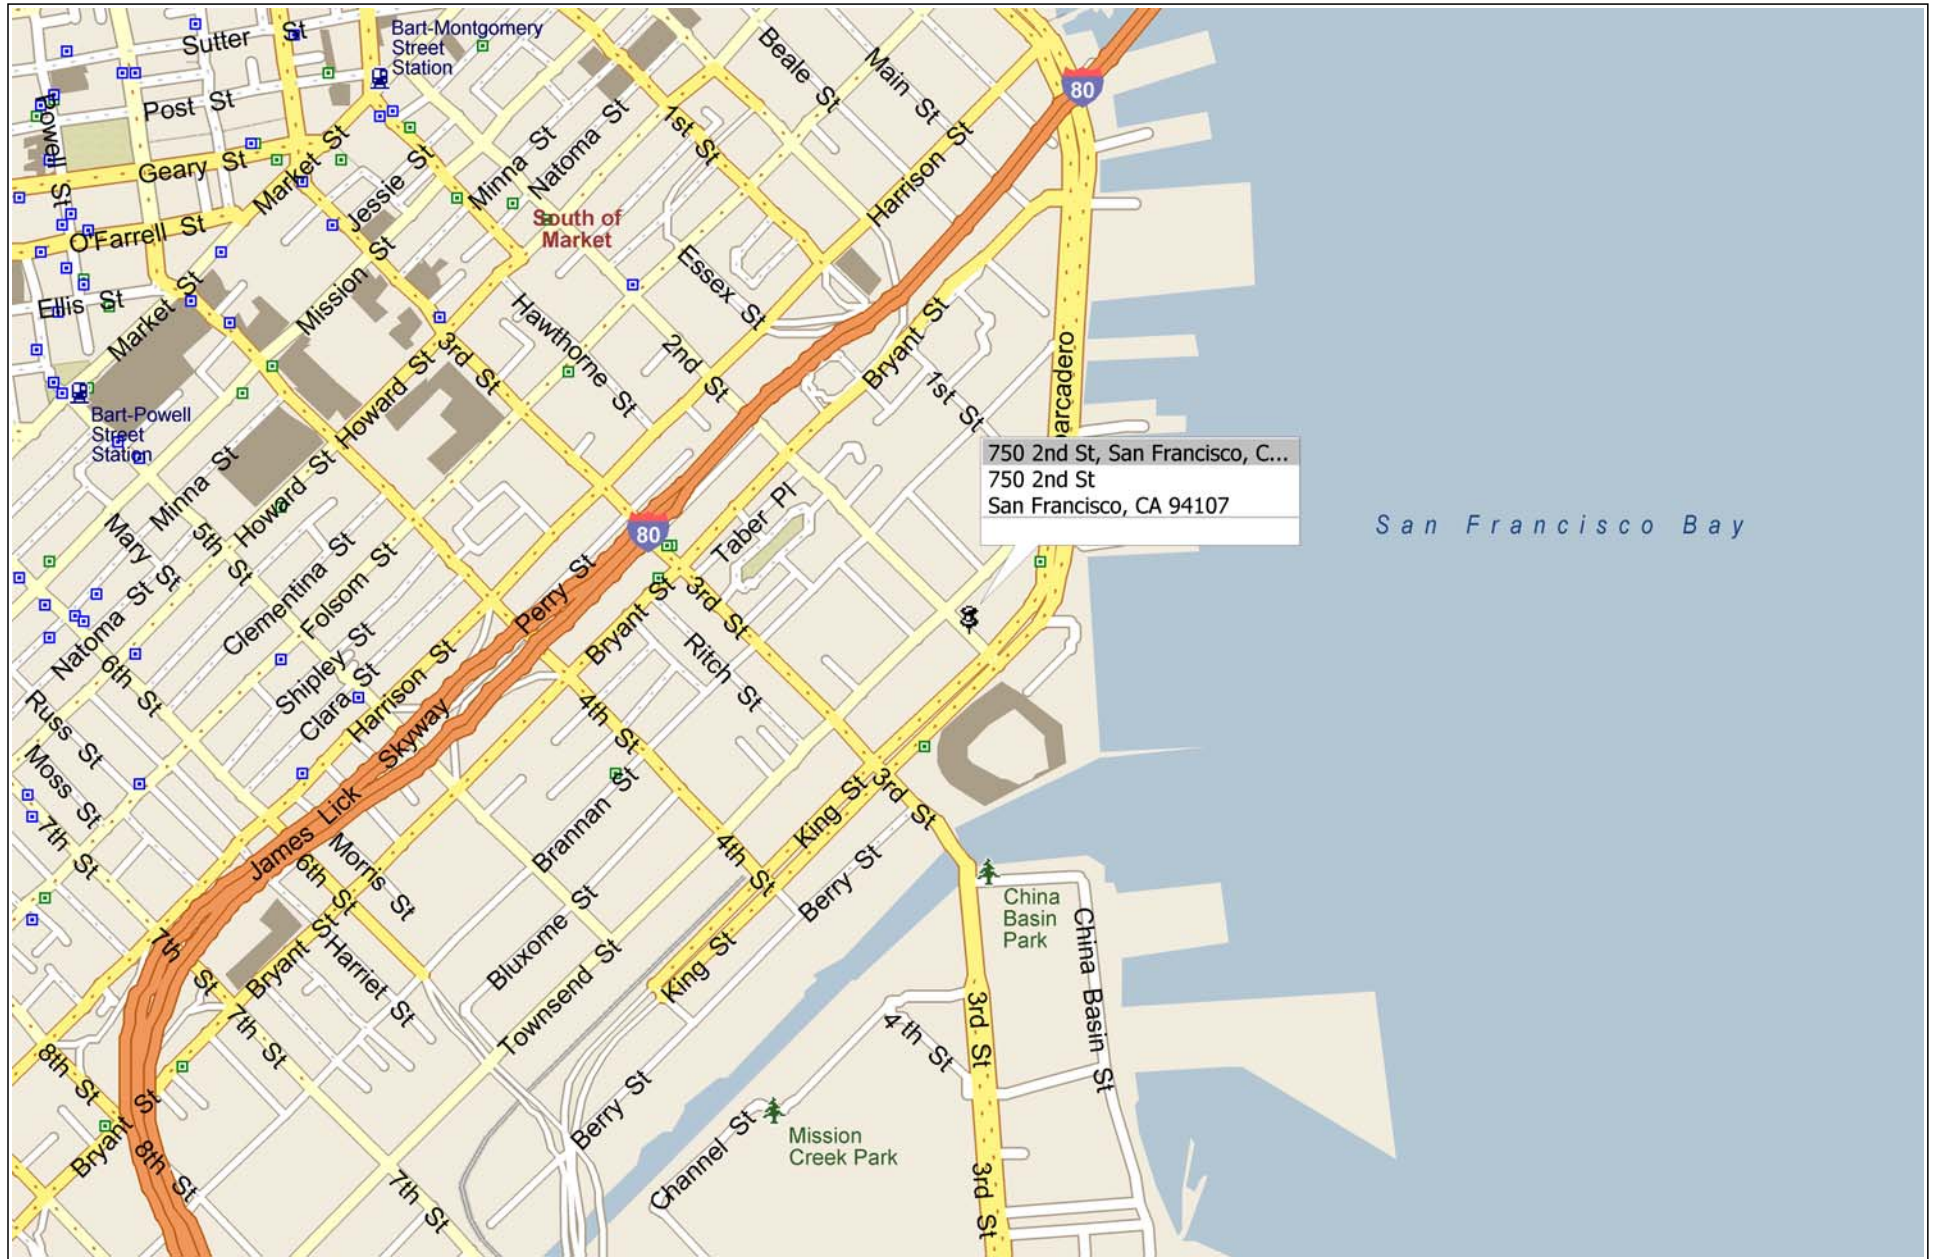 Sutter St
Bart-Montgomery
Street
Station
Beale St
Main St
80
Post St
Powell St
1st St
Geary St
Market St
Jessie St
Minna St
Natoma St
Harrison St
South of
Market
O'Farrell St
Mission St
Essex St
Ellis St
Market St
Hawthorne St
2nd St
Bryant St
3rd St
Howard St
1st St
barcadero
Bart-Powell
Street
Station
750 2nd St, San Francisco, C...
750 2nd St
San Francisco, CA 94107
San Francisco Bay
Minna St
Howard St
Mary St
5th St
80
Taber Pl
Clementina St
Folsom St
Perry St
Bryant St
3rd St
Natoma St
6th St
Shipley St
Clara St
Harrison St
Ritch St
Russ St
Moss St
7th St
James Lick Skyway
4th St
Brannan St
King St
3rd St
4th St
Morris St
6th St
Berry St
China
Basin
Park
China Basin St
7th St
Bryant St
Harriet St
Bluxome St
Townsend St
King St
7th St
8th St
3rd St
4 th St
Bryant St
8th St
Berry St
Channel St
Mission
Creek Park
7th St
3rd St